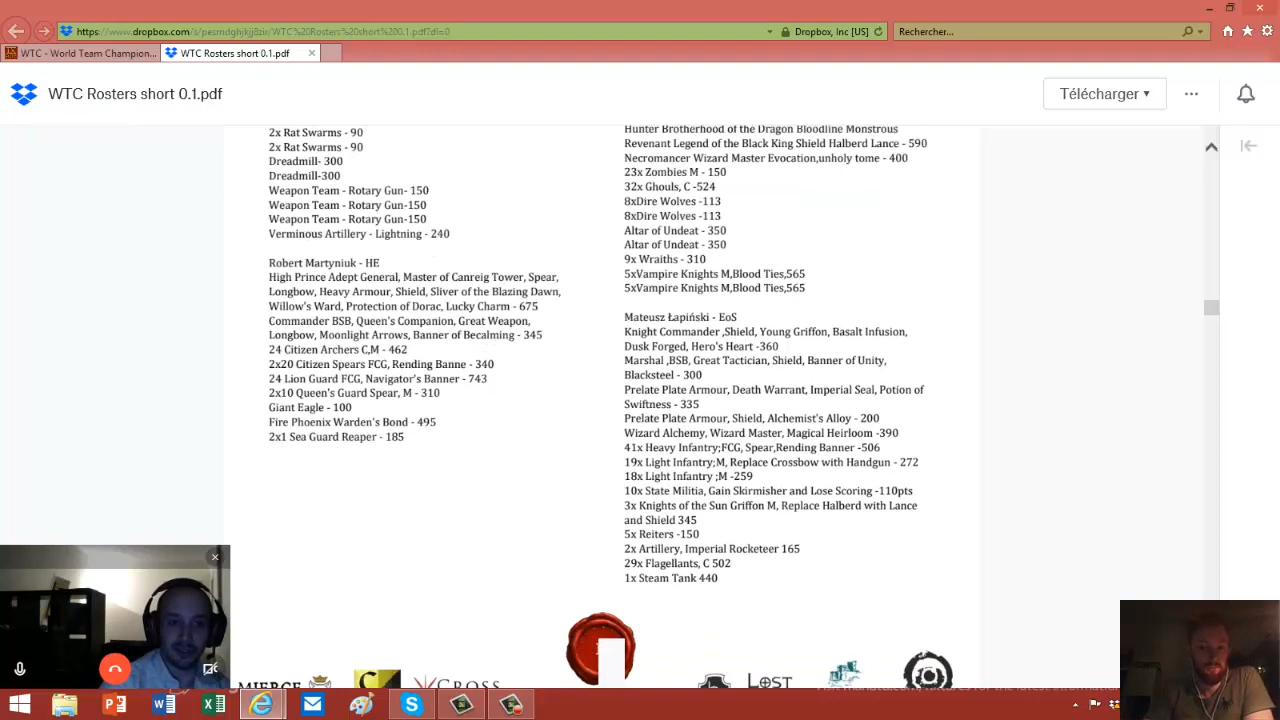 https://www.dropbox.com/s/pesmdghjkjj8zir/WTC%20Rosters%20short%200.1.pdf?dl=0
Dropbox, Inc [US]
Rechercher...
WTC - World Team Champion...
WTC Rosters short 0.1.pdf
WTC Rosters short 0.1.pdf
Télécharger
2x Rat Swarms - 90
2x Rat Swarms - 90
Dreadmill- 300
Dreadmill-300
Weapon Team - Rotary Gun- 150
Weapon Team - Rotary Gun-150
Weapon Team - Rotary Gun-150
Verminous Artillery - Lightning - 240
Robert Martyniuk - HE
High Prince Adept General, Master of Canreig Tower, Spear,
Longbow, Heavy Armour, Shield, Sliver of the Blazing Dawn,
Willow's Ward, Protection of Dorac, Lucky Charm - 675
Commander BSB, Queen's Companion, Great Weapon,
Longbow, Moonlight Arrows, Banner of Becalming - 345
24 Citizen Archers C,M - 462
2x20 Citizen Spears FCG, Rending Banne - 340
24 Lion Guard FCG, Navigator's Banner - 743
2x10 Queen's Guard Spear, M - 310
Giant Eagle - 100
Fire Phoenix Warden's Bond - 495
2x1 Sea Guard Reaper - 185
Hunter Brotherhood of the Dragon Bloodline Monstrous
Revenant Legend of the Black King Shield Halberd Lance - 590
Necromancer Wizard Master Evocation,unholy tome - 400
23x Zombies M - 150
32x Ghouls, C -524
8xDire Wolves -113
8xDire Wolves -113
Altar of Undeat - 350
Altar of Undeat - 350
9x Wraiths - 310
5xVampire Knights M,Blood Ties,565
5xVampire Knights M,Blood Ties,565
Mateusz Łapiński - EoS
Knight Commander ,Shield, Young Griffon, Basalt Infusion,
Dusk Forged, Hero's Heart -360
Marshal ,BSB, Great Tactician, Shield, Banner of Unity,
Blacksteel - 300
Prelate Plate Armour, Death Warrant, Imperial Seal, Potion of
Swiftness - 335
Prelate Plate Armour, Shield, Alchemist's Alloy - 200
Wizard Alchemy, Wizard Master, Magical Heirloom -390
41x Heavy Infantry;FCG, Spear,Rending Banner -506
19x Light Infantry;M, Replace Crossbow with Handgun - 272
18x Light Infantry ;M -259
10x State Militia, Gain Skirmisher and Lose Scoring -110pts
3x Knights of the Sun Griffon M, Replace Halberd with Lance
and Shield 345
5x Reiters -150
2x Artillery, Imperial Rocketeer 165
29x Flagellants, C 502
1x Steam Tank 440
MIERCE
CROSS
LOST